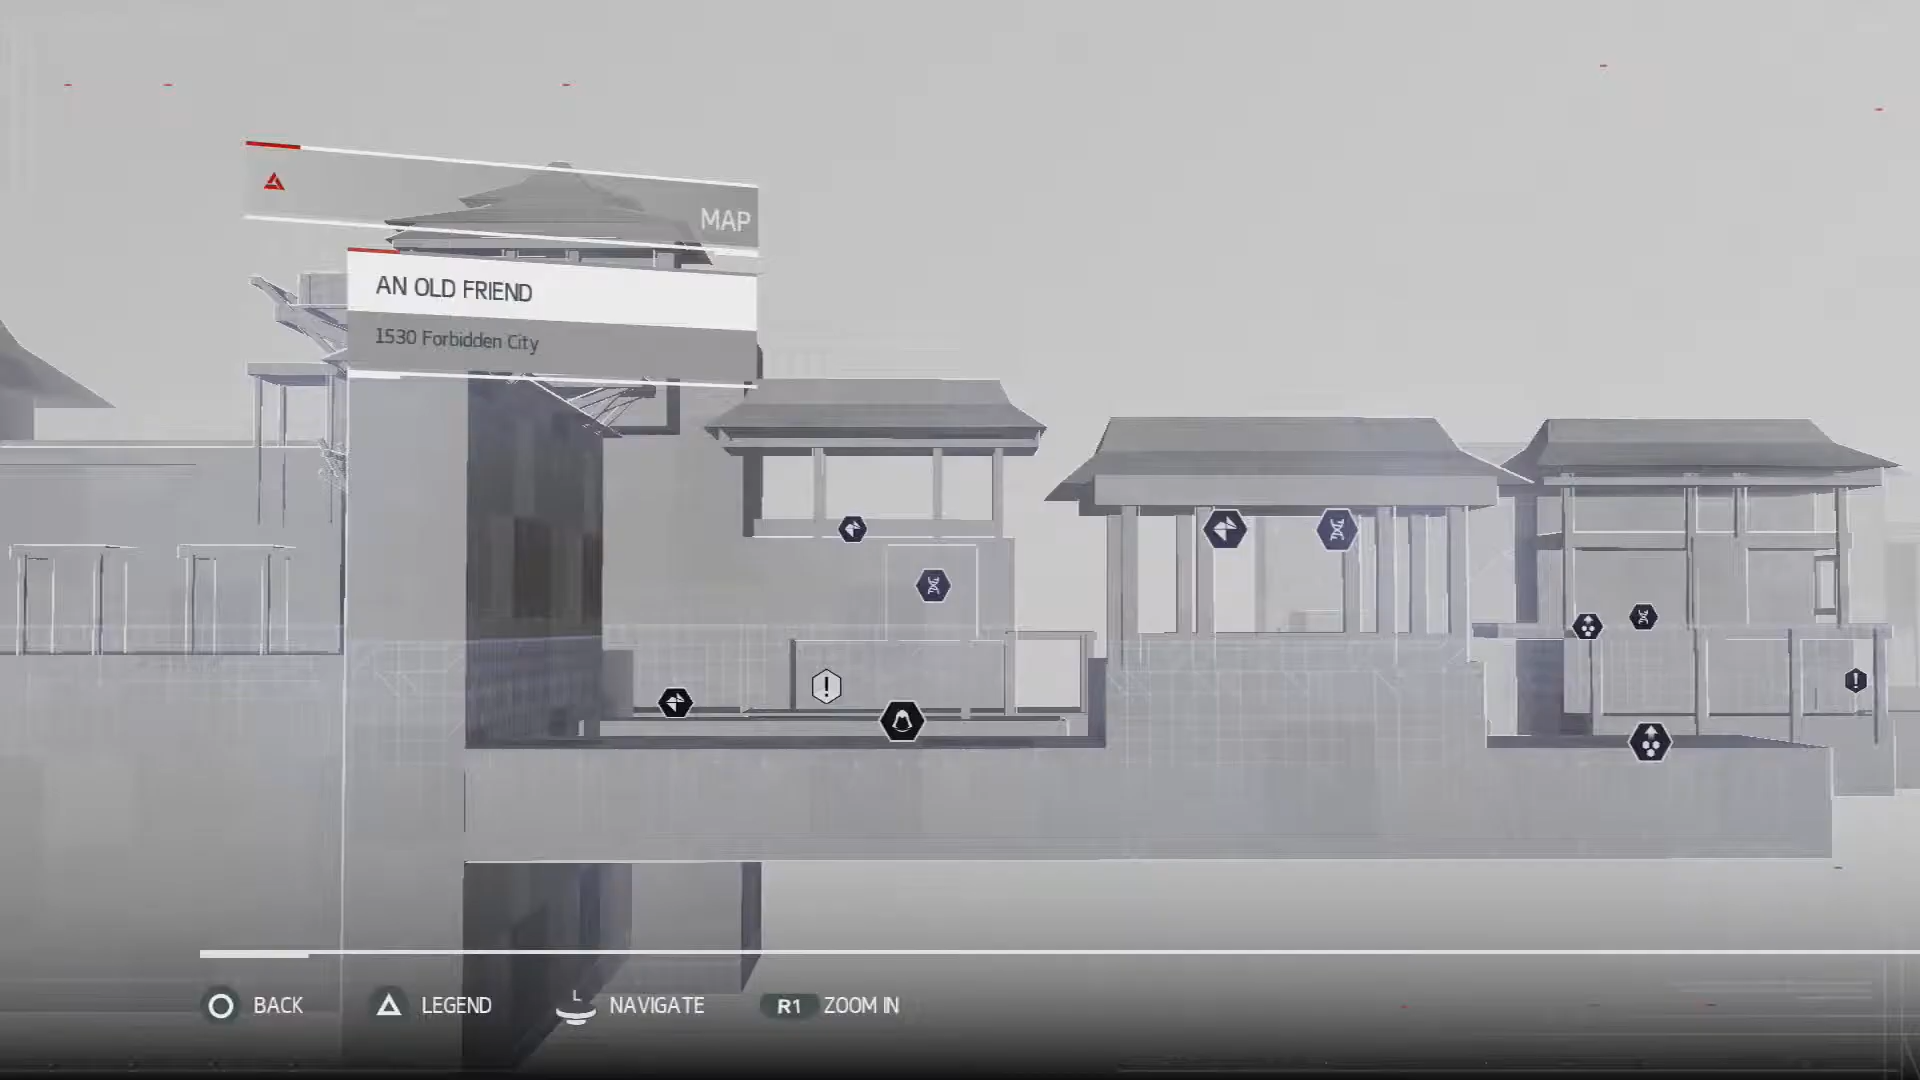 MAP
AN OLD FRIEND
1530 Forbidden City
!
!
BACK LEGEND L NAVIGATE R1 ZOOM IN